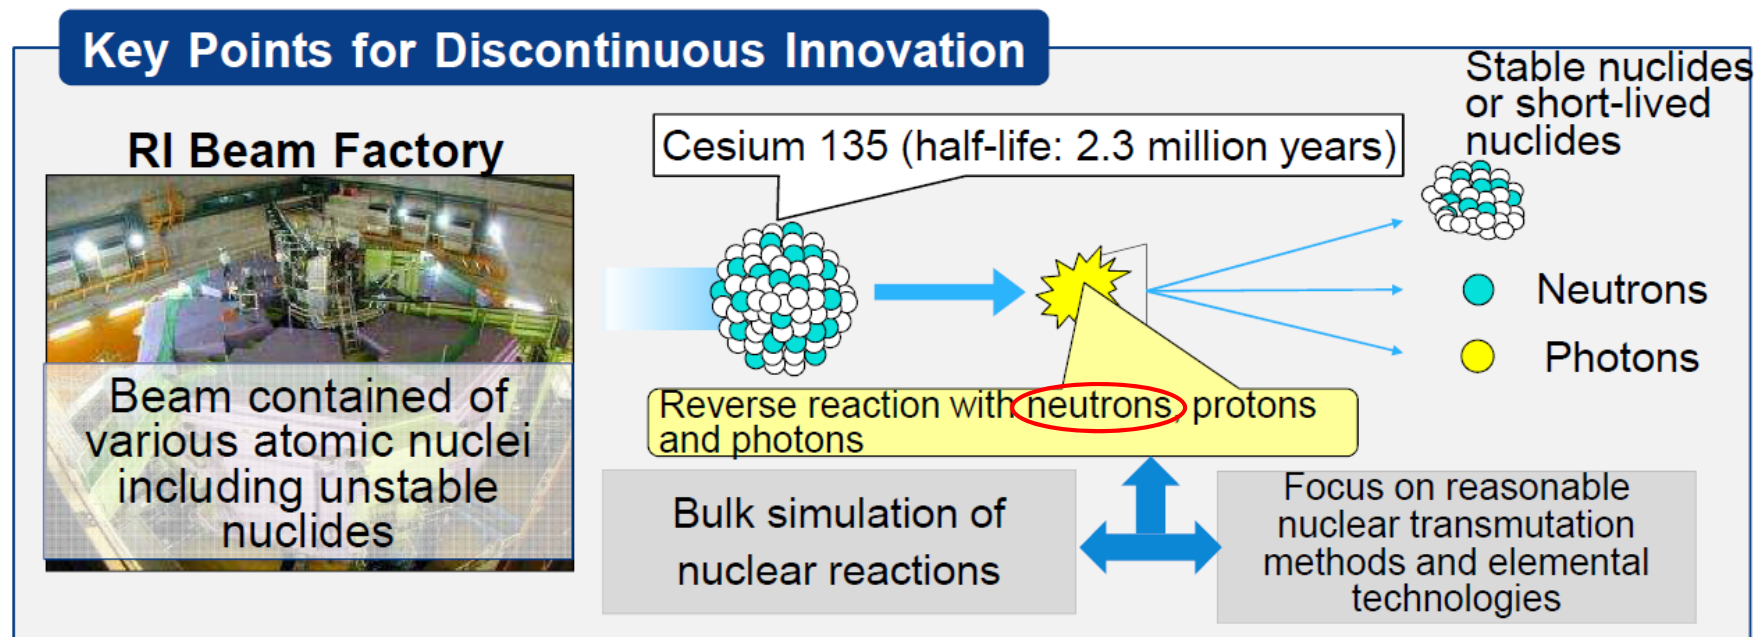 Key Points for Discontinuous Innovation
RI Beam Factory
Beam contained of
various atomic nuclei
including unstable
nuclides
Cesium 135 (half-life: 2.3 million years)
Stable nuclides
or short-lived
nuclides
Neutrons
Photons
Reverse reaction with neutrons, protons
and photons
Bulk simulation of
nuclear reactions
Focus on reasonable
nuclear transmutation
methods and elemental
technologies